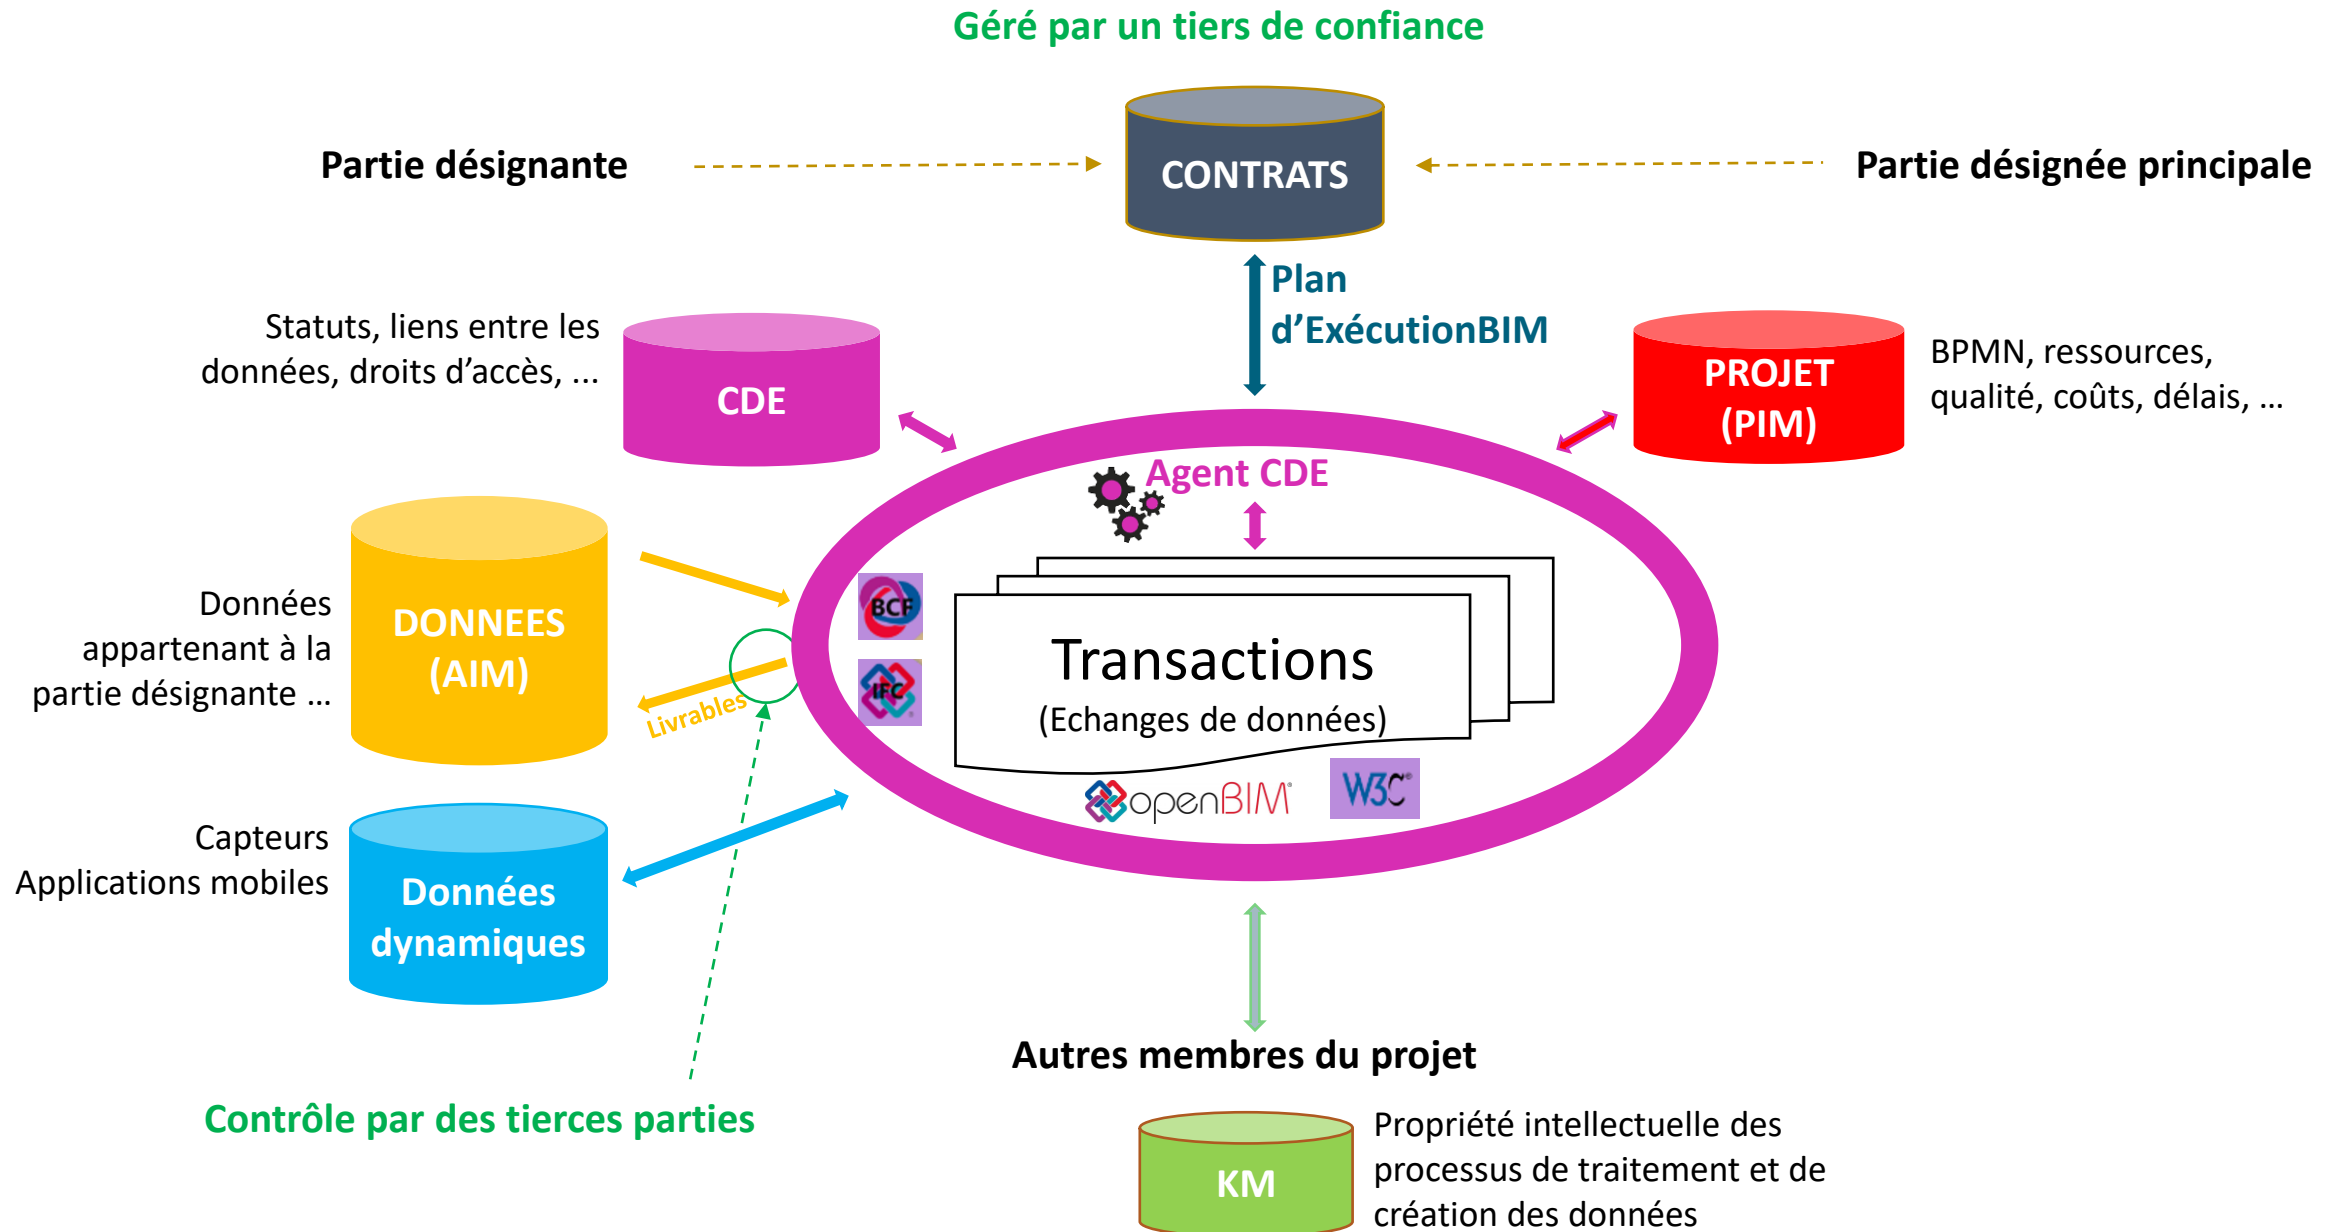 Géré par un tiers de confiance
Partie désignante
CONTRATS
Partie désignée principale
Plan
d’ExécutionBIM
Statuts, liens entre les
données, droits d’accès, ...
CDE
PROJET
(PIM)
BPMN, ressources,
qualité, coûts, délais, ...
Agent CDE
Données
appartenant à la
partie désignante ...
DONNEES
(AIM)
Livrables
BCF
IFC
Transactions
(Echanges de données)
openBIM®
W3C®
Capteurs
Applications mobiles
Données
dynamiques
Autres membres du projet
Contrôle par des tierces parties
KM
Propriété intellectuelle des
processus de traitement et de
création des données